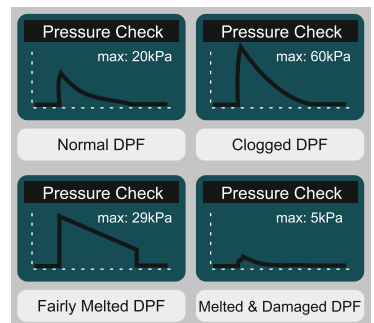 Pressure Check
max: 20kPa
Normal DPF
Pressure Check
max: 60kPa
Clogged DPF
Pressure Check
max: 29kPa
Fairly Melted DPF
Pressure Check
max: 5kPa
Melted & Damaged DPF